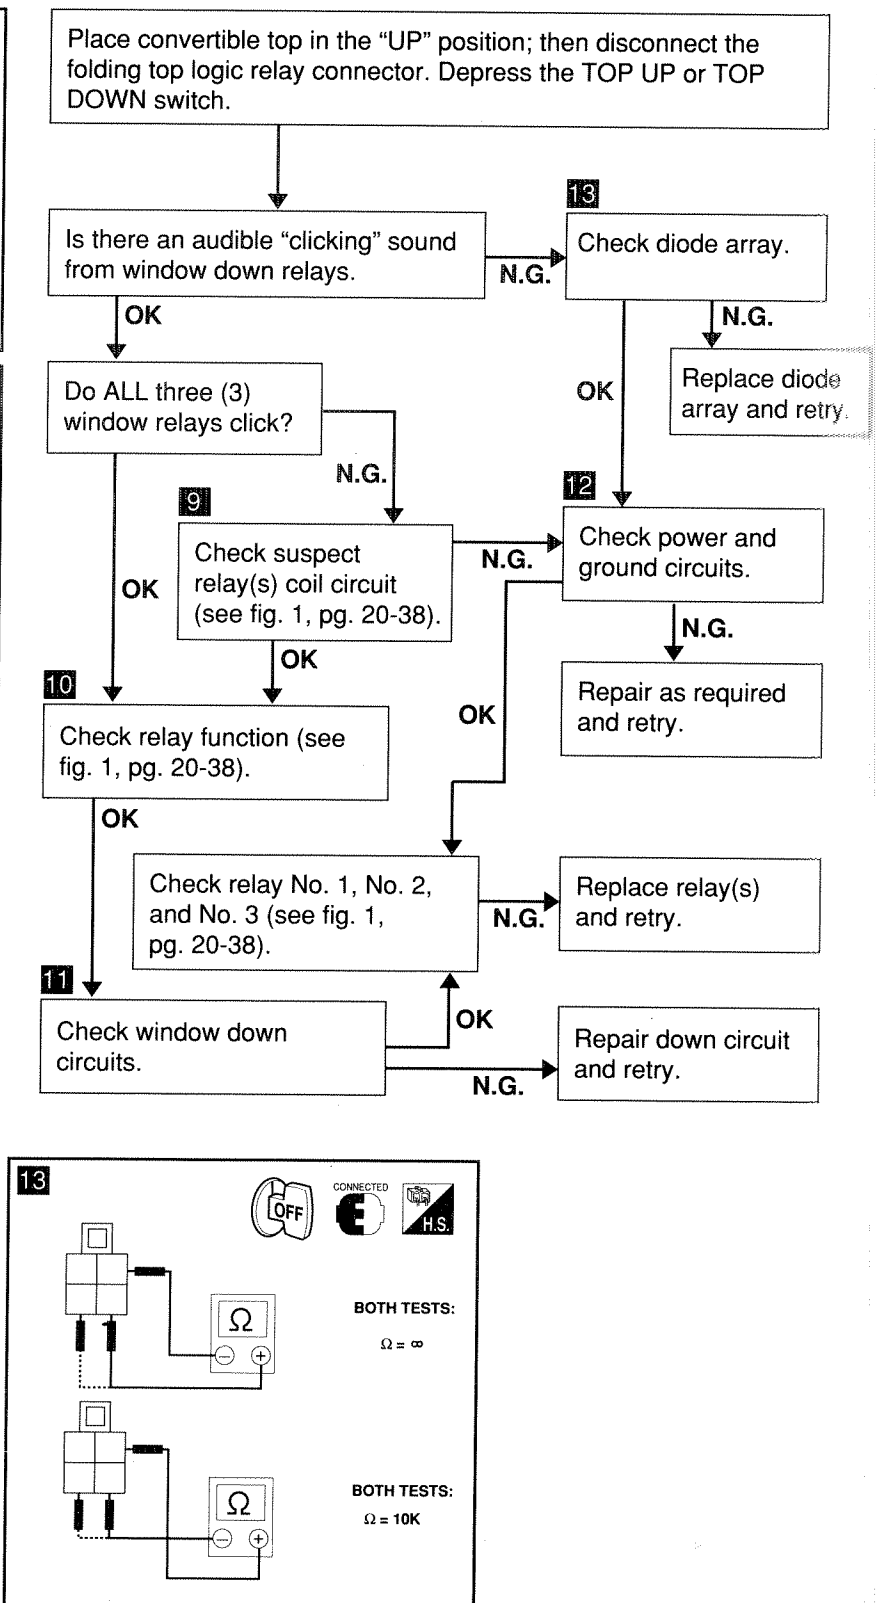 Place convertible top in the “UP” position; then disconnect the
folding top logic relay connector. Depress the TOP UP or TOP
DOWN switch.
13
Is there an audible “clicking” sound
from window down relays.
N.G.
Check diode array.
OK
N.G.
Do ALL three (3)
window relays click?
OK
Replace diode
array and retry.
N.G.
9
12
Check suspect
relay(s) coil circuit
(see fig. 1, pg. 20-38).
N.G.
Check power and
ground circuits.
OK
OK
N.G.
10
Check relay function (see
fig. 1, pg. 20-38).
OK
Repair as required
and retry.
OK
Check relay No. 1, No. 2,
and No. 3 (see fig. 1,
pg. 20-38).
N.G.
Replace relay(s)
and retry.
11
Check window down
circuits.
OK
N.G.
Repair down circuit
and retry.
13
OFF
CONNECTED
H.S.
Ω
− +
BOTH TESTS:
Ω = ∞
Ω
− +
BOTH TESTS:
Ω = 10K